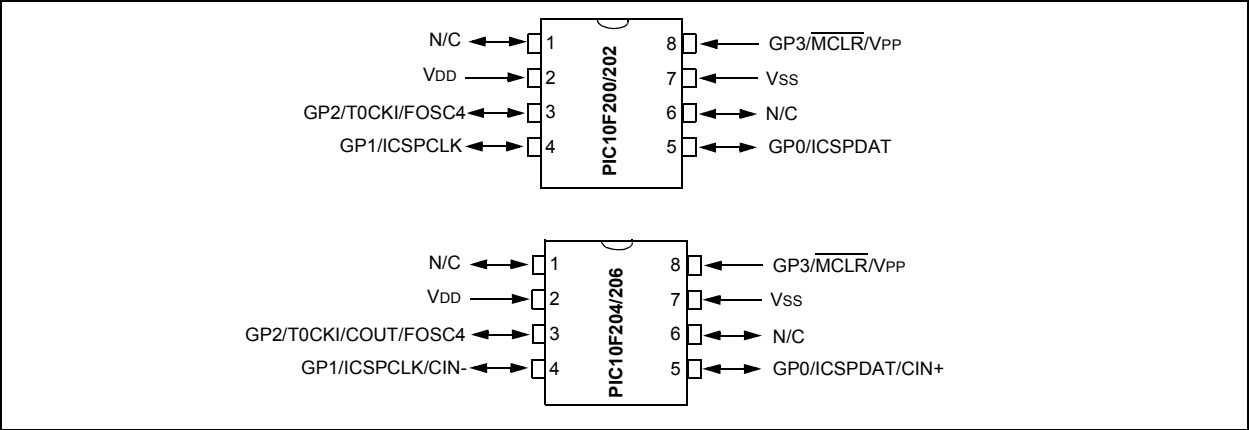 N/C 1 8 GP3/MCLR/VPP
VDD 2 7 VSS
GP2/T0CKI/FOSC4 3 6 N/C
GP1/ICSPCLK 4 5 GP0/ICSPDAT
PIC10F200/202
N/C 1 8 GP3/MCLR/VPP
VDD 2 7 VSS
GP2/T0CKI/COUT/FOSC4 3 6 N/C
GP1/ICSPCLK/CIN- 4 5 GP0/ICSPDAT/CIN+
PIC10F204/206